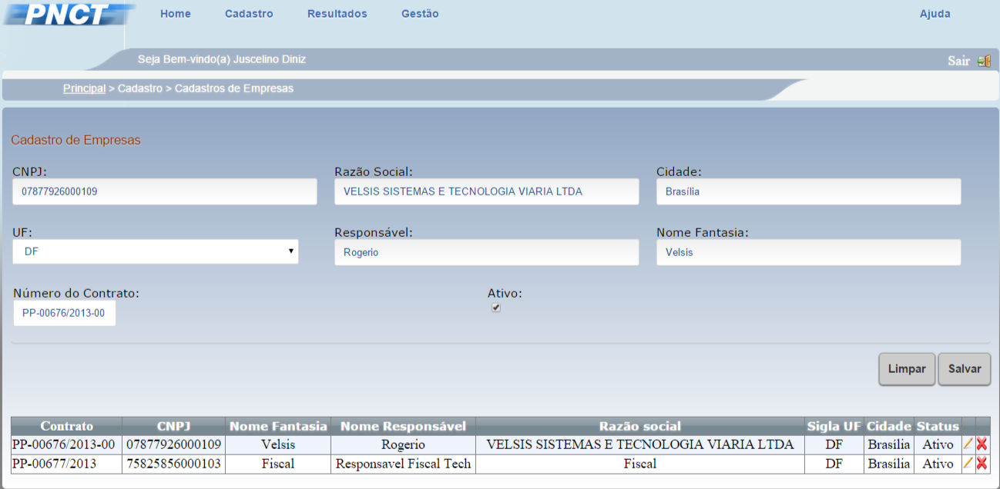 PNCT Home Cadastro Resultados Gestão Ajuda
Seja Bem-vindo(a) Juscelino Diniz Sair
Principal > Cadastro > Cadastros de Empresas
Cadastro de Empresas
CNPJ: Razão Social: Cidade:
07877926000109 VELSIS SISTEMAS E TECNOLOGIA VIARIA LTDA Brasília
UF: Responsável: Nome Fantasia:
DF Rogerio Velsis
Número do Contrato: Ativo:
PP-00676/2013-00
Limpar Salvar
Contrato CNPJ Nome Fantasia Nome Responsável Razão social Sigla UF Cidade Status
PP-00676/2013-00 07877926000109 Velsis Rogerio VELSIS SISTEMAS E TECNOLOGIA VIARIA LTDA DF Brasília Ativo
PP-00677/2013 75825856000103 Fiscal Responsavel Fiscal Tech Fiscal DF Brasília Ativo